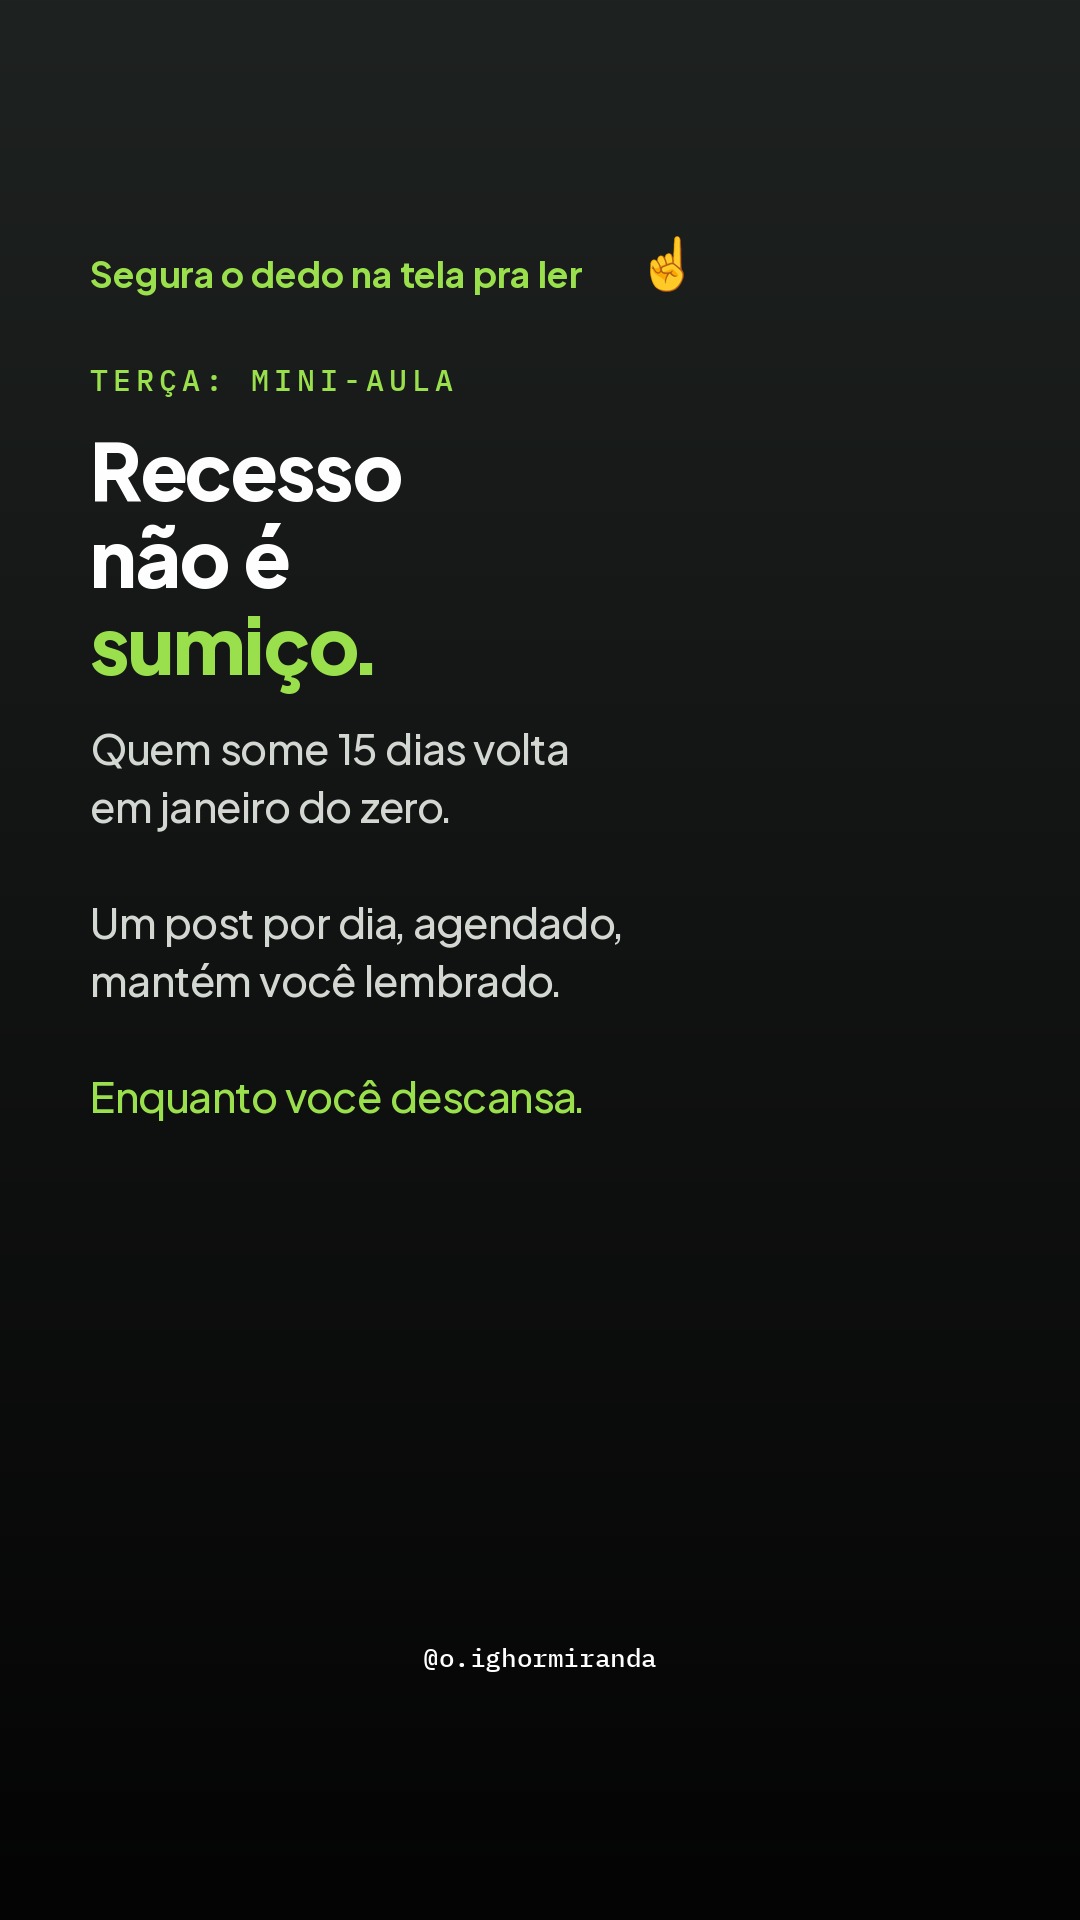 Segura o dedo na tela pra ler ☝️
TERÇA: MINI-AULA
Recesso
não é
sumiço.
Quem some 15 dias volta
em janeiro do zero.
Um post por dia, agendado,
mantém você lembrado.
Enquanto você descansa.
@o.ighormiranda